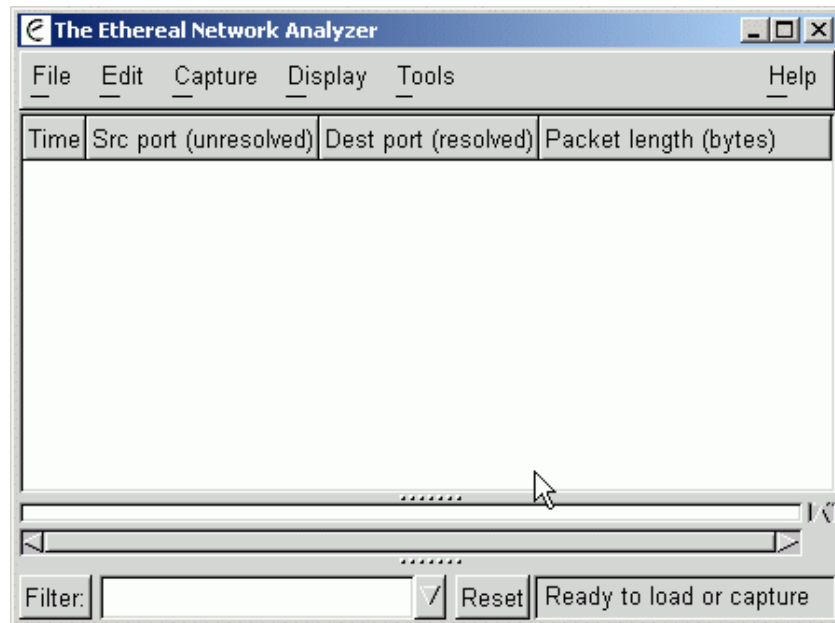 The Ethereal Network Analyzer
File Edit Capture Display Tools Help
Time Src port (unresolved) Dest port (resolved) Packet length (bytes)
Filter: Reset Ready to load or capture